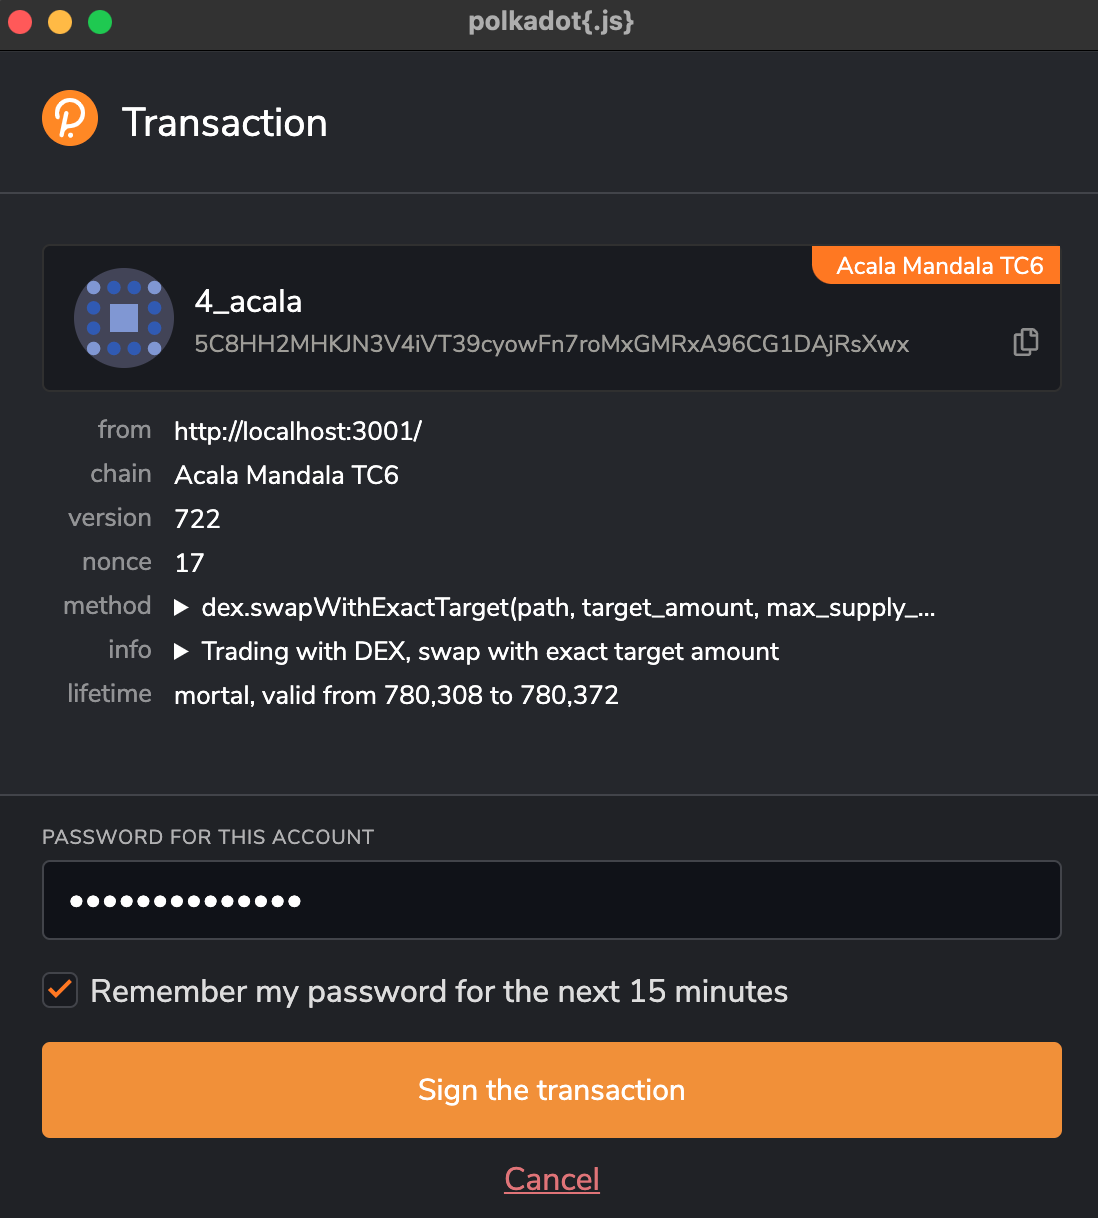 polkadot{.js}
Transaction
Acala Mandala TC6
4_acala
5C8HH2MHKJN3V4iVT39cyowFn7roMxGMRxA96CG1DAjRsXwx
from http://localhost:3001/
chain Acala Mandala TC6
version 722
nonce 17
method dex.swapWithExactTarget(path, target_amount, max_supply_...
info Trading with DEX, swap with exact target amount
lifetime mortal, valid from 780,308 to 780,372
PASSWORD FOR THIS ACCOUNT
Remember my password for the next 15 minutes
Sign the transaction
Cancel